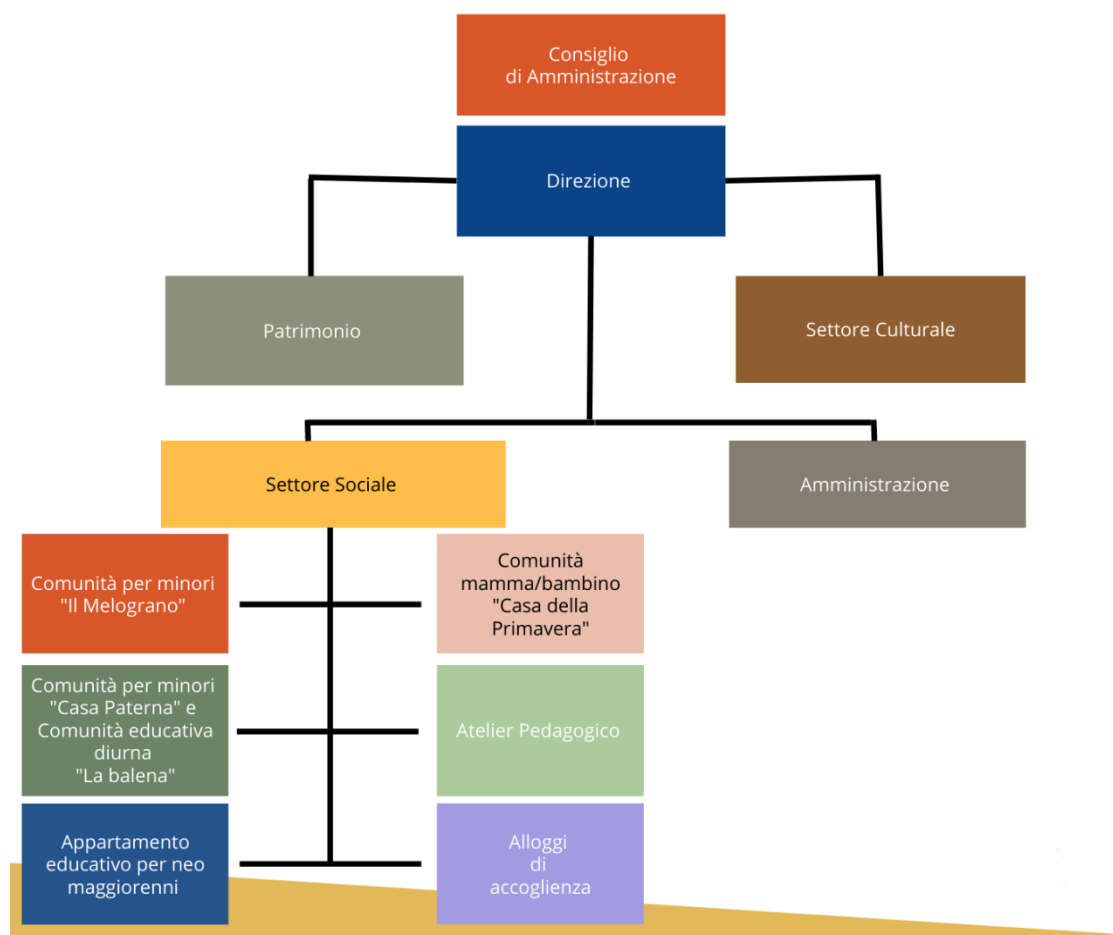 Consiglio
di Amministrazione
Direzione
Patrimonio
Settore Culturale
Settore Sociale
Amministrazione
Comunità per minori
"Il Melograno"
Comunità
mamma/bambino
"Casa della
Primavera"
Comunità per minori
"Casa Paterna" e
Comunità educativa
diurna
"La balena"
Atelier Pedagogico
Appartamento
educativo per neo
maggiorenni
Alloggi
di
accoglienza